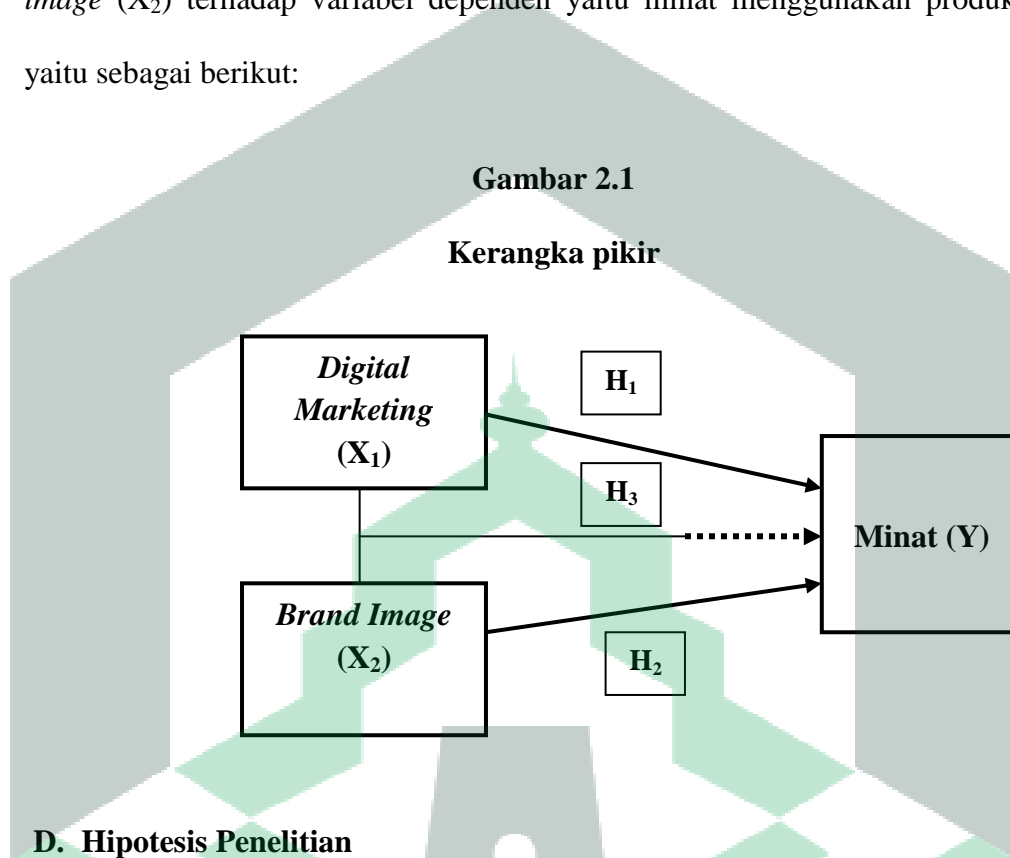 image (X₂) terhadap variabel dependen yaitu minat menggunakan produk
yaitu sebagai berikut:
Gambar 2.1
Kerangka pikir
Digital
Marketing
(X₁)
H₁
H₃
Minat (Y)
Brand Image
(X₂)
H₂
D. Hipotesis Penelitian